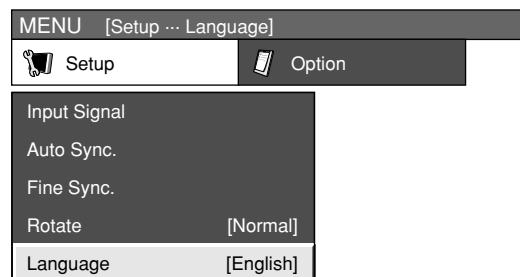 MENU [Setup ··· Language]
Setup Option
Input Signal
Auto Sync.
Fine Sync.
Rotate [Normal]
Language [English]